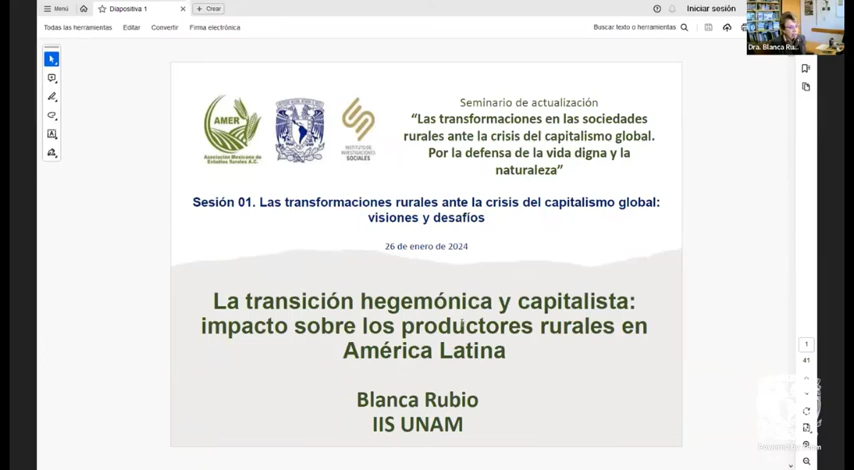 Menú
Diapositiva 1
Crear
Iniciar sesión
Todas las herramientas
Editar
Convertir
Firma electrónica
Buscar texto o herramientas
Dra. Blanca Ru...
AMER
Asociación Mexicana de
Estudios Rurales A.C.
INSTITUTO DE
INVESTIGACIONES
SOCIALES
Seminario de actualización
“Las transformaciones en las sociedades
rurales ante la crisis del capitalismo global.
Por la defensa de la vida digna y la
naturaleza”
Sesión 01. Las transformaciones rurales ante la crisis del capitalismo global:
visiones y desafíos
26 de enero de 2024
La transición hegemónica y capitalista:
impacto sobre los productores rurales en
América Latina
Blanca Rubio
IIS UNAM
1
41